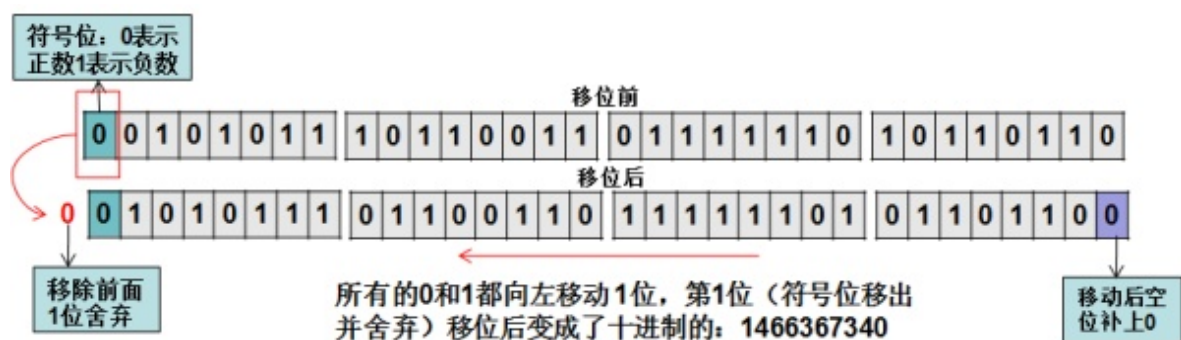 符号位：0表示
正数1表示负数
移位前
0 0 1 0 1 0 1 1 1 0 1 1 0 0 1 1 0 1 1 1 1 1 1 0 1 0 1 1 0 1 1 0
移位后
0 0 1 0 1 0 1 1 1 0 1 1 0 0 1 1 0 1 1 1 1 1 1 0 1 0 1 1 0 1 1 0 0
移除前面
1位舍弃
所有的0和1都向左移动1位，第1位（符号位移出
并舍弃）移位后变成了十进制的：1466367340
移动后空
位补上0